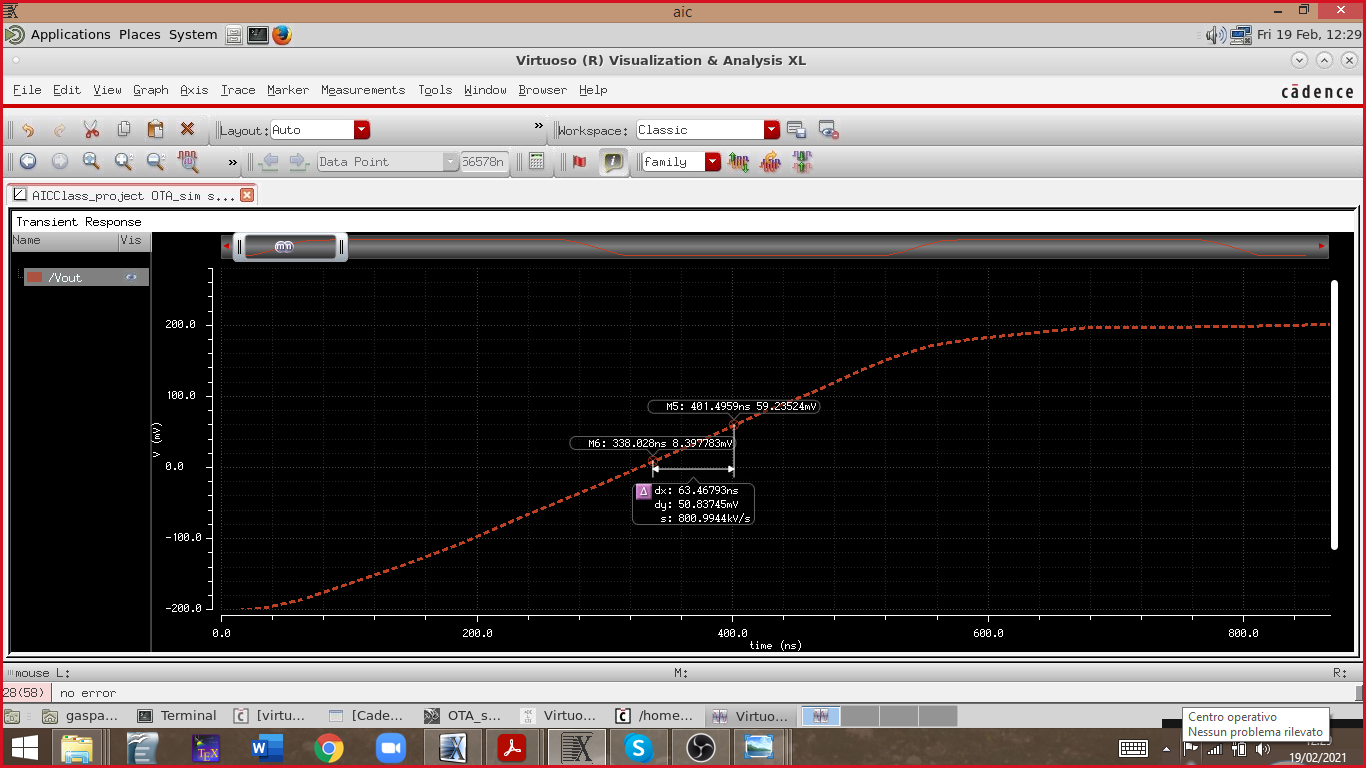 aic
Applications Places System
Fri 19 Feb, 12:29
Virtuoso (R) Visualization & Analysis XL
File Edit View Graph Axis Trace Marker Measurements Tools Window Browser Help
cādence
Layout: Auto
»
Workspace: Classic
»
Data Point
56578n
family
AICClass_project OTA_sim s...
Transient Response
Name Vis
/Vout
200.0
100.0
0.0
-100.0
-200.0
V (mV)
M5: 401.4959ns 59.23524mV
M6: 338.028ns 8.397783mV
Δ dx: 63.46793ns
dy: 50.83745mV
s: 800.9944kV/s
0.0 200.0 400.0 600.0 800.0
time (ns)
mouse L: M: R:
28(58) no error
gaspa... Terminal [virtu... [Cade... OTA_s... Virtuo... /home... Virtuo...
Centro operativo
Nessun problema rilevato
19/02/2021